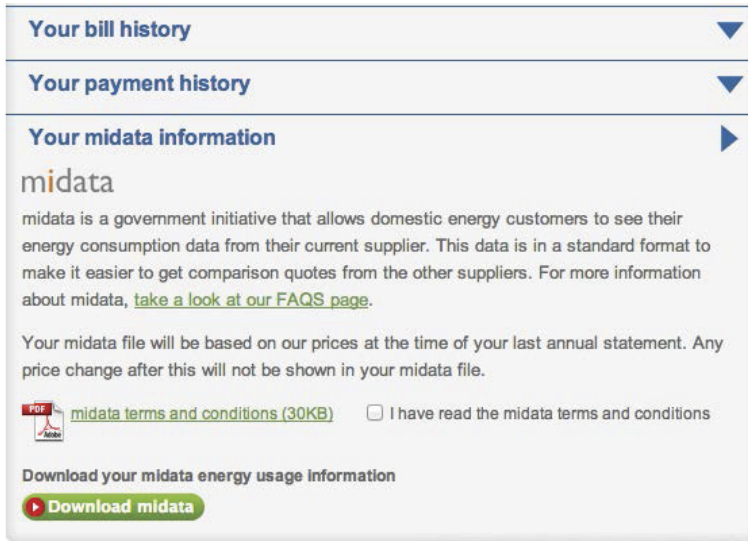 Your bill history
Your payment history
Your midata information
midata
midata is a government initiative that allows domestic energy customers to see their
energy consumption data from their current supplier. This data is in a standard format to
make it easier to get comparison quotes from the other suppliers. For more information
about midata, take a look at our FAQS page.
Your midata file will be based on our prices at the time of your last annual statement. Any
price change after this will not be shown in your midata file.
PDF Adobe midata terms and conditions (30KB) I have read the midata terms and conditions
Download your midata energy usage information
Download midata